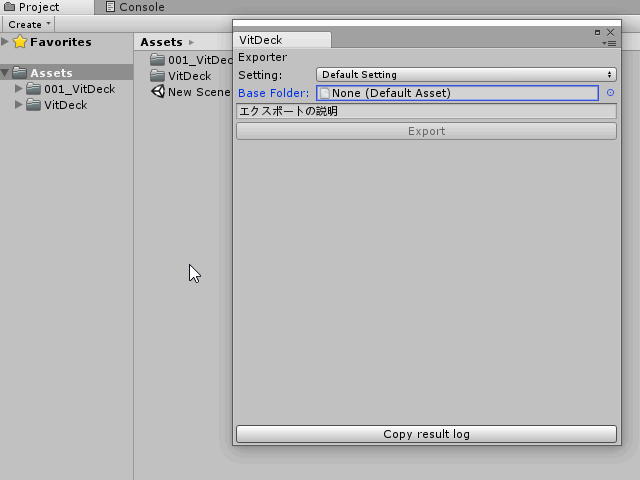 Project
Console
Create
Favorites
Assets
001_VitDeck
VitDeck
Assets
001_VitDec
VitDeck
New Scene
VitDeck
Exporter
Setting: Default Setting
Base Folder: None (Default Asset)
エクスポートの説明
Export
Copy result log